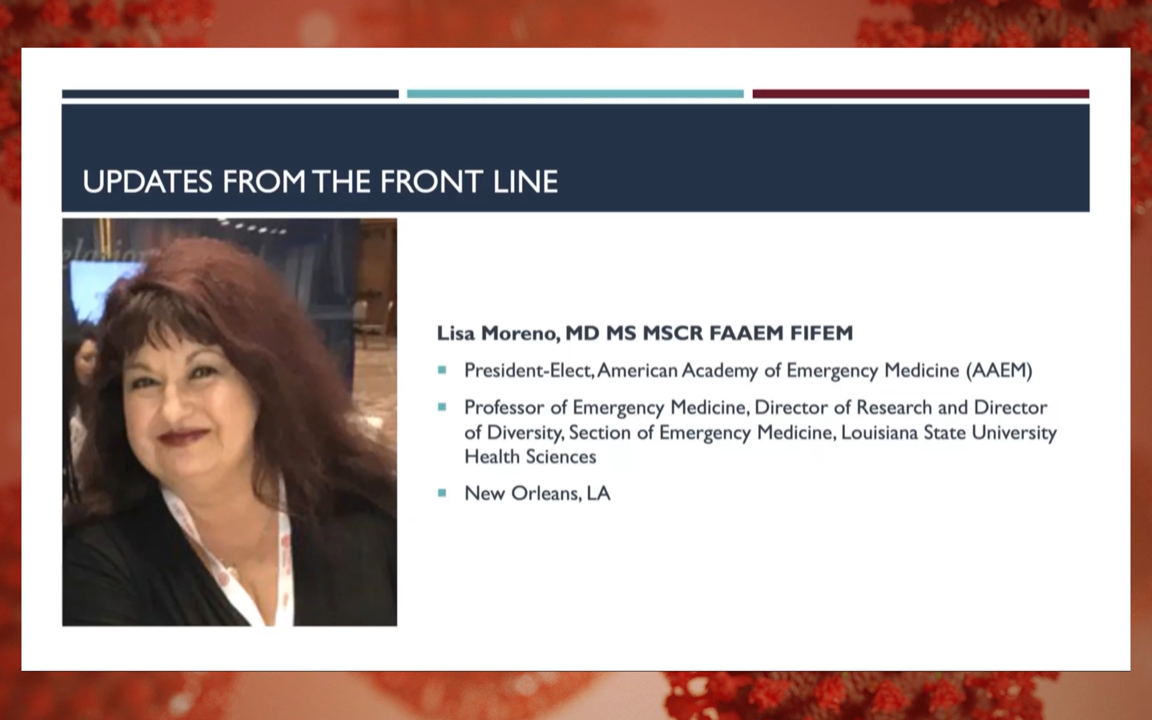 UPDATES FROM THE FRONT LINE
Lisa Moreno, MD MS MSCR FAAEM FIFEM
President-Elect, American Academy of Emergency Medicine (AAEM)
Professor of Emergency Medicine, Director of Research and Director
of Diversity, Section of Emergency Medicine, Louisiana State University
Health Sciences
New Orleans, LA